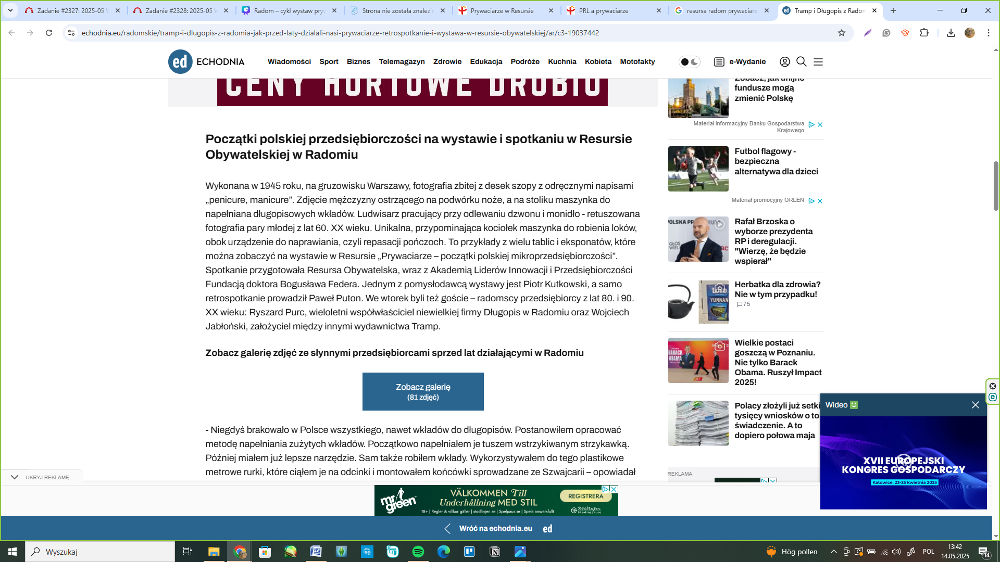 Zadanie #2327: 2025-05
Zadanie #2328: 2025-05
Radom – cykl wystaw
Strona nie została
Prywaciarze w Resursie
PRL a prywaciarze
resursa radom
Tramp i Długopis z
echodnia.eu/radomskie/tramp-i-dlugopis-z-radomia-jak-przed-laty-dzialali-nasi-prywaciarze-retrospotkanie-i-wystawa-w-resursie-obywatelskiej/ar/c3-19037442
ed ECHODNIA
Wiadomości Sport Biznes Telemagazyn Zdrowie Edukacja Podróże Kuchnia Kobieta Motofakty
e-Wydanie
CENY HURTOWE DROBIU
Początki polskiej przedsiębiorczości na wystawie i spotkaniu w Resursie
Obywatelskiej w Radomiu
Wykonana w 1945 roku, na gruzowisku Warszawy, fotografia zbitej z desek szopy z odręcznymi napisami
„penicure, manicure”. Zdjęcie mężczyzny ostrzącego na podwórku noże, a na stoliku maszynka do
napełniana długopisowych wkładów. Ludwisarz pracujący przy odlewaniu dzwonu i monidło - retuszowana
fotografia pary młodej z lat 60. XX wieku. Unikalna, przypominająca kociołek maszynka do robienia loków,
obok urządzenie do naprawiania, czyli repasacji pończoch. To przykłady z wielu tablic i eksponatów, które
można zobaczyć na wystawie w Resursie „Prywaciarze – początki polskiej mikroprzedsiębiorczości”.
Spotkanie przygotowała Resursa Obywatelska, wraz z Akademią Liderów Innowacji i Przedsiębiorczości
Fundacją doktora Bogusława Federa. Jednym z pomysłodawcą wystawy jest Piotr Kutkowski, a samo
retrospotkanie prowadził Paweł Puton. We wtorek byli też goście – radomscy przedsiębiorcy z lat 80. i 90.
XX wieku: Ryszard Purc, wieloletni współwłaściciel niewielkiej firmy Długopis w Radomiu oraz Wojciech
Jabłoński, założyciel między innymi wydawnictwa Tramp.
Zobacz galerię zdjęć ze słynnymi przedsiębiorcami sprzed lat działającymi w Radomiu
Zobacz galerię
(81 zdjęć)
- Niegdyś brakowało w Polsce wszystkiego, nawet wkładów do długopisów. Postanowiłem opracować
metodę napełniania zużytych wkładów. Początkowo napełniałem je tuszem wstrzykiwanym strzykawką.
Później miałem już lepsze narzędzie. Sam także robiłem wkłady. Wykorzystywałem do tego plastikowe
metrowe rurki, które ciąłem je na odcinki i montowałem końcówki sprowadzane ze Szwajcarii – opowiadał
Zobacz, jak unijne
fundusze mogą
zmienić Polskę
Materiał informacyjny Banku Gospodarstwa
Krajowego
Futbol flagowy -
bezpieczna
alternatywa dla dzieci
Materiał promocyjny ORLEN
Rafał Brzoska o
wyborze prezydenta
RP i deregulacji.
"Wierzę, że będzie
wspierał"
Herbatka dla zdrowia?
Nie w tym przypadku!
75
YUNNAN
Wielkie postaci
goszczą w Poznaniu.
Nie tylko Barack
Obama. Ruszył Impact
2025!
BARACK
OBAMA
Polacy złożyli już setki
tysięcy wniosków o to
świadczenie. A to
dopiero połowa maja
REKLAMA
Wideo
XVII EUROPEJSKI
KONGRES GOSPODARCZY
Katowice, 23-25 kwietnia 2025
UKRYJ REKLAMĘ
mr green
VÄLKOMMEN Till
Underhållning MED STIL
REGISTRERA
18+ | Regler & villkor gäller | stodlinjen.se | Spelpaus.se | Spela ansvarsfullt
Stödlinjen
Stodlinjen.se
Wróć na echodnia.eu ed
Wyszukaj
Hög pollen
POL
13:42
14.05.2025
14